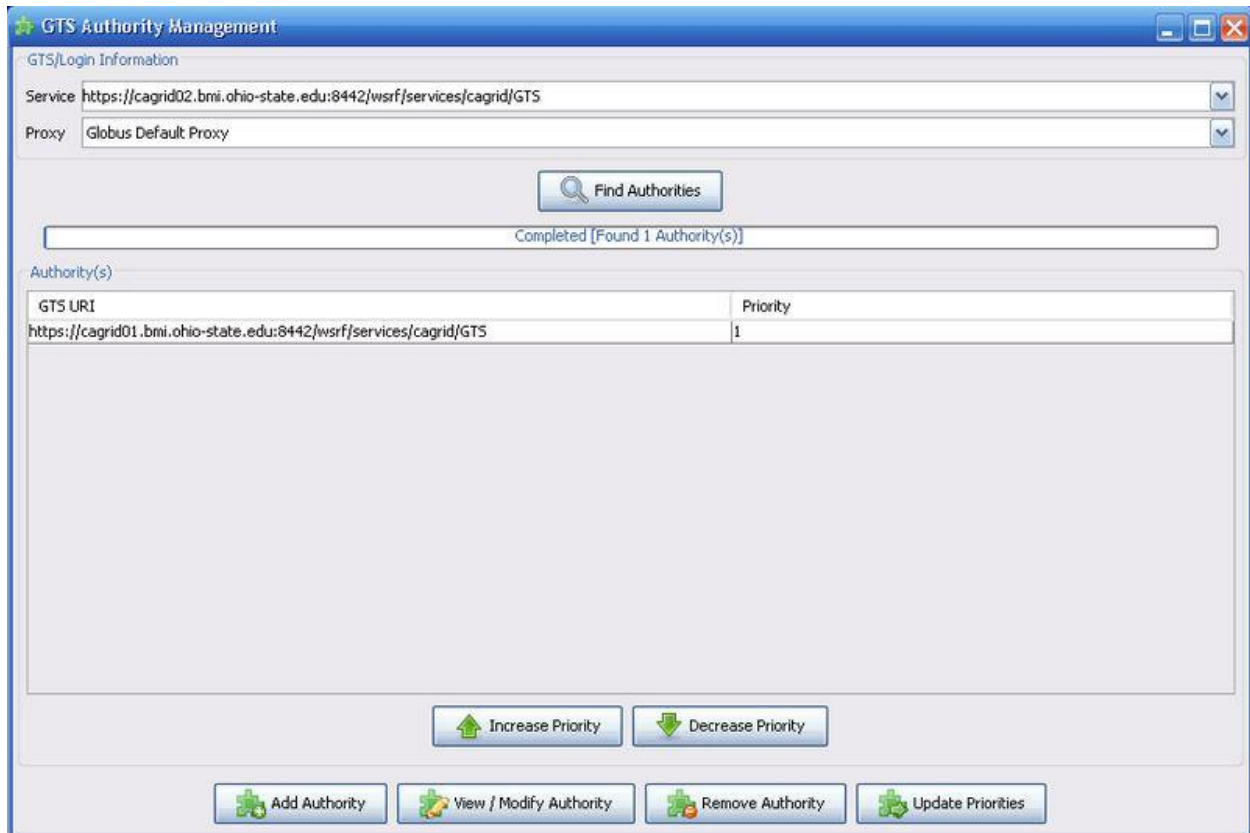 GTS Authority Management
GTS/Login Information
Service https://cagrid02.bmi.ohio-state.edu:8442/wsrf/services/cagrid/GTS
Proxy Globus Default Proxy
Find Authorities
Completed [Found 1 Authority(s)]
Authority(s)
GTS URI Priority
https://cagrid01.bmi.ohio-state.edu:8442/wsrf/services/cagrid/GTS 1
Increase Priority Decrease Priority
Add Authority View / Modify Authority Remove Authority Update Priorities